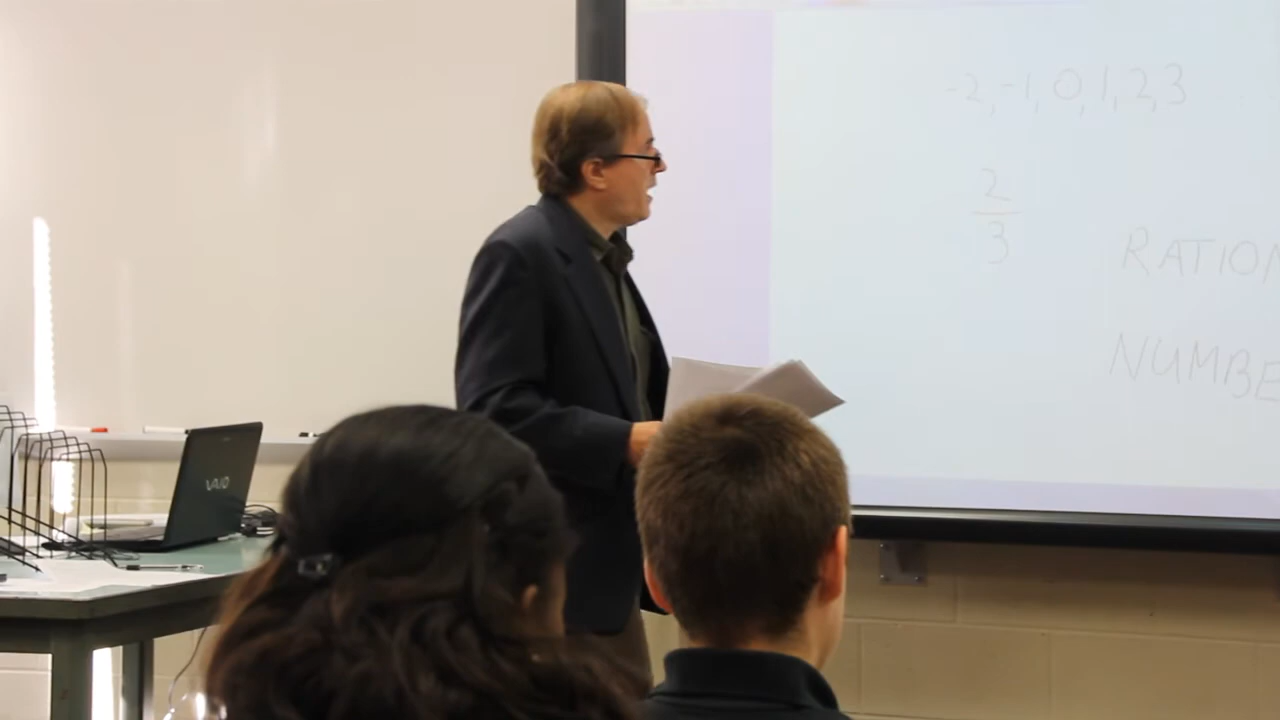 -2, -1, 0, 1, 2, 3 ...
2
3
RATION
NUMBE
VAIO